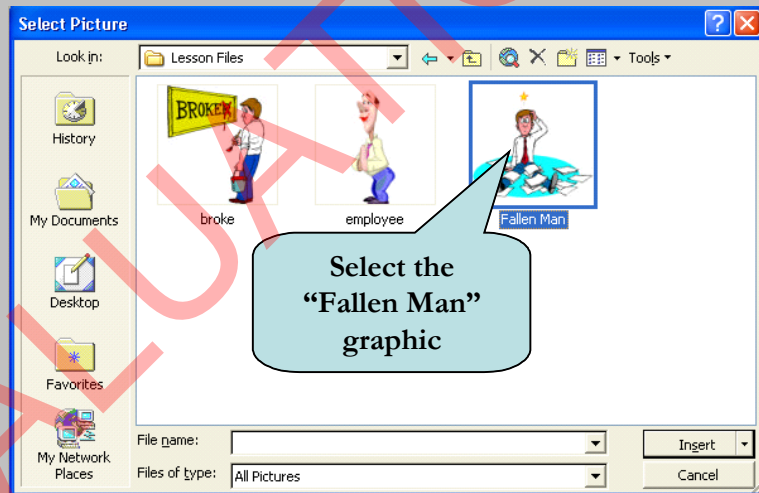 Select Picture
Look in:
Lesson Files
Tools
BROKER
History
My Documents
Desktop
Favorites
My Network
Places
broke
employee
Fallen Man
Select the
“Fallen Man”
graphic
File name:
Insert
Files of type:
All Pictures
Cancel